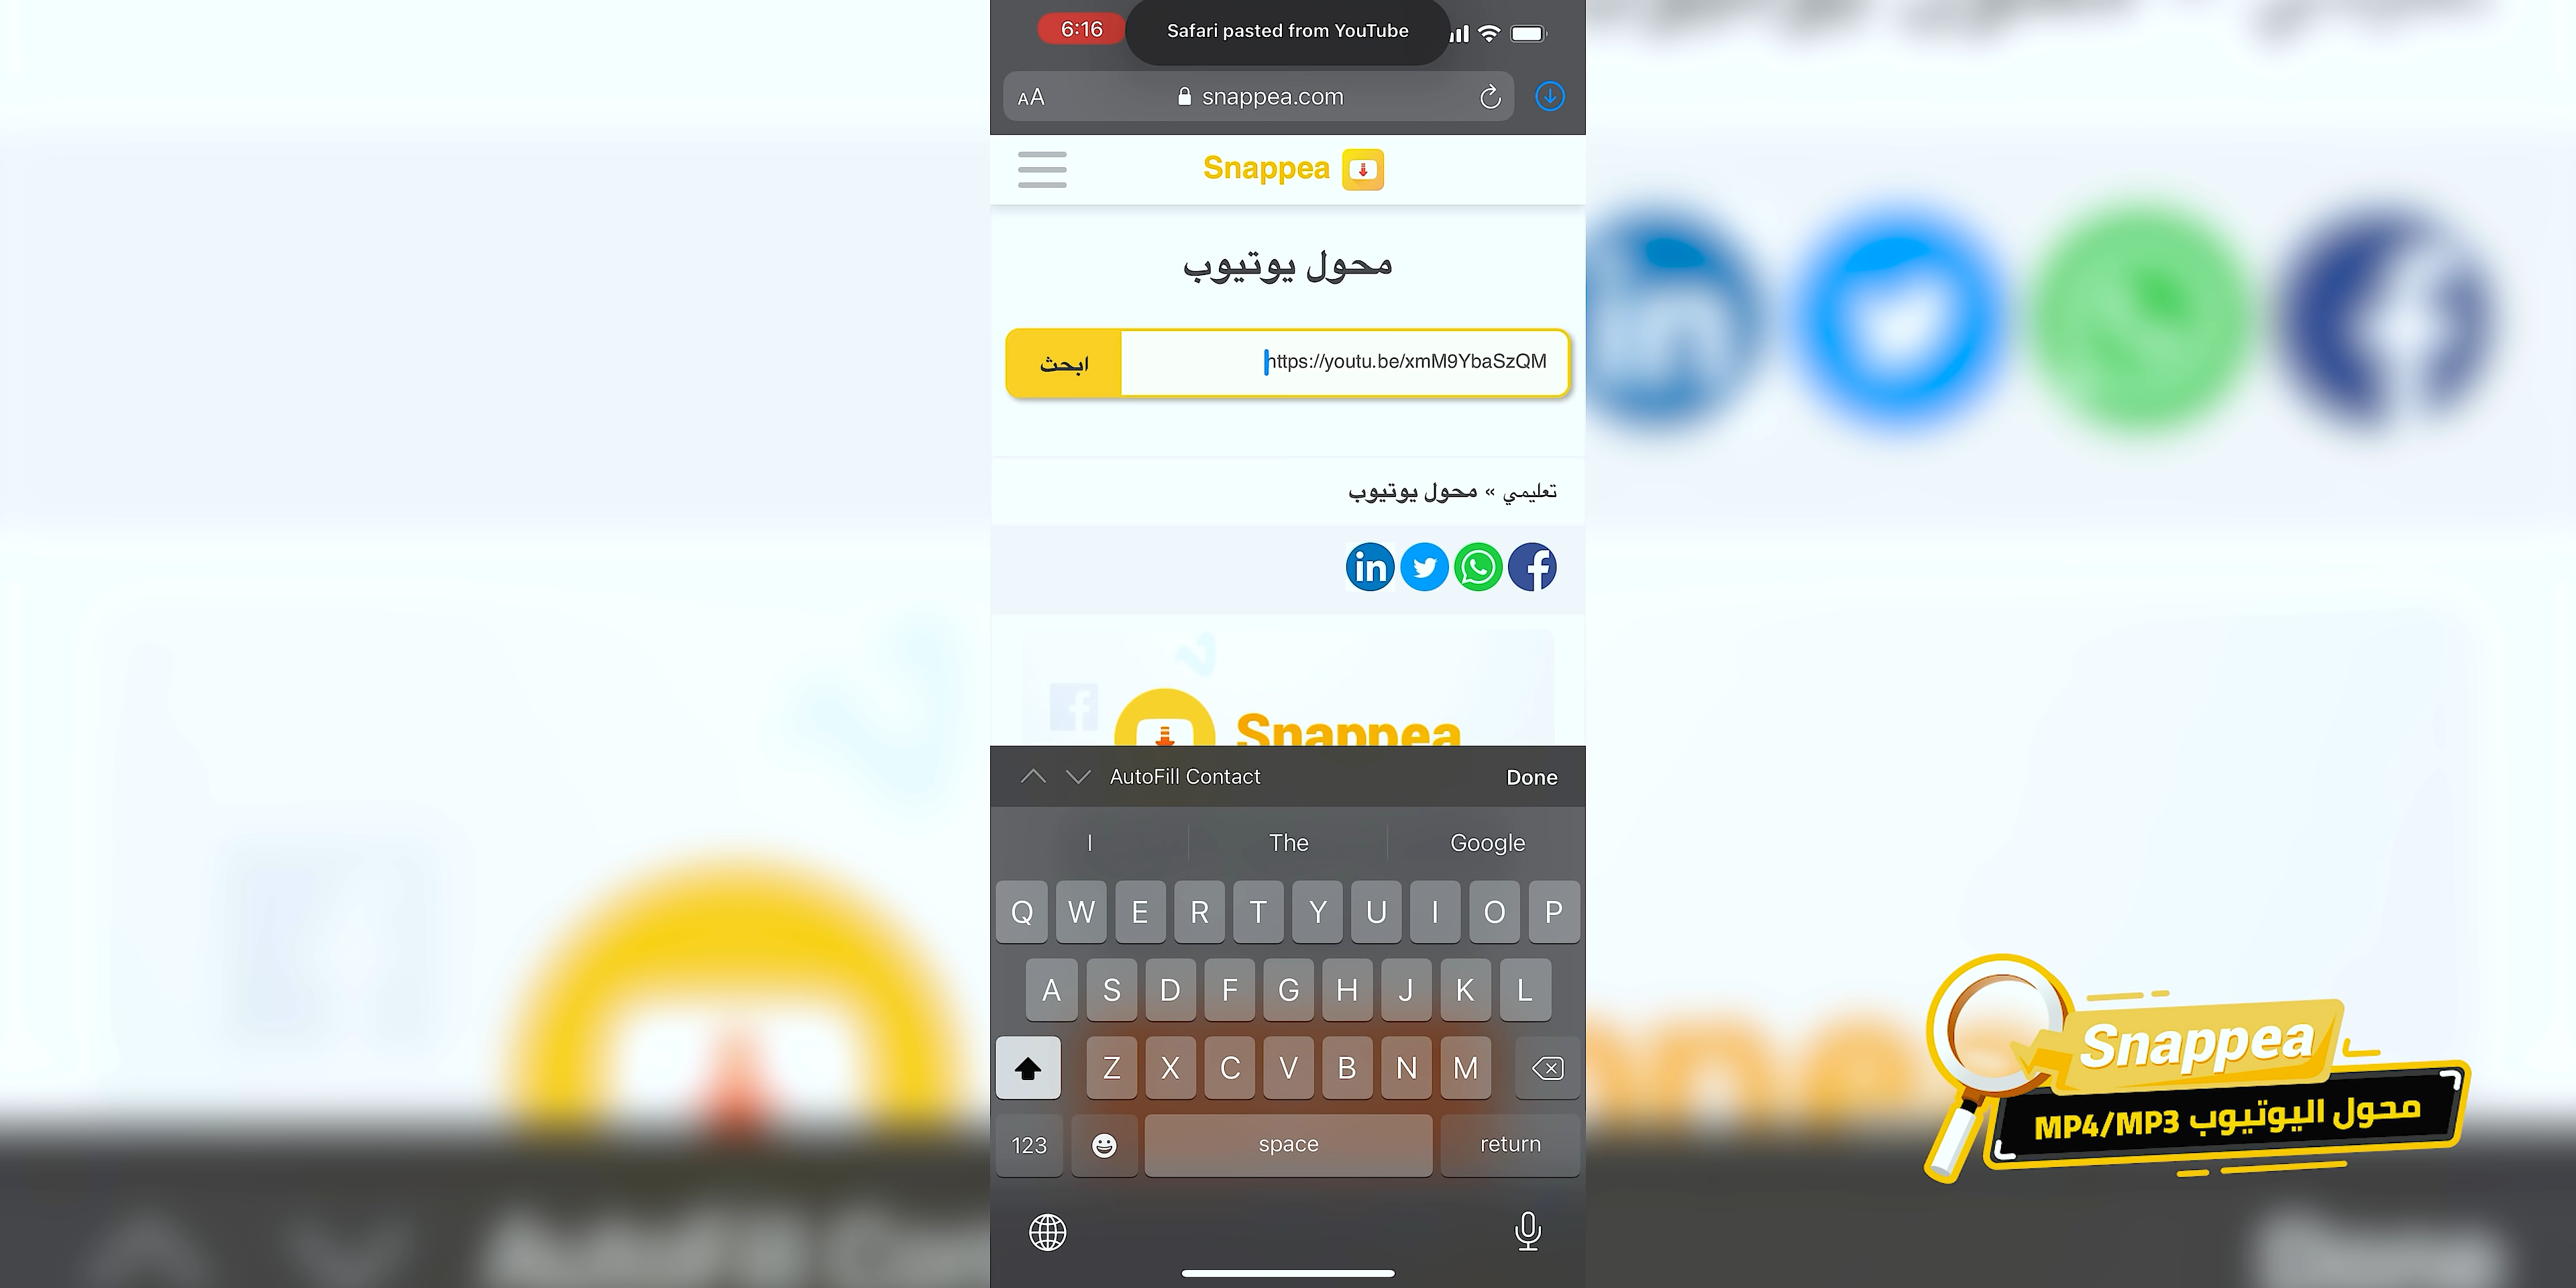 6:16
Safari pasted from YouTube
AA
snappea.com
Snappea
محول يوتيوب
https://youtu.be/xmM9YbaSzQM
ابحث
تعليمي » محول يوتيوب
in
Snappea
AutoFill Contact
Done
I The Google
Q W E R T Y U I O P
A S D F G H J K L
Z X C V B N M
123 space return
Snappea
محول اليوتيوب MP4/MP3